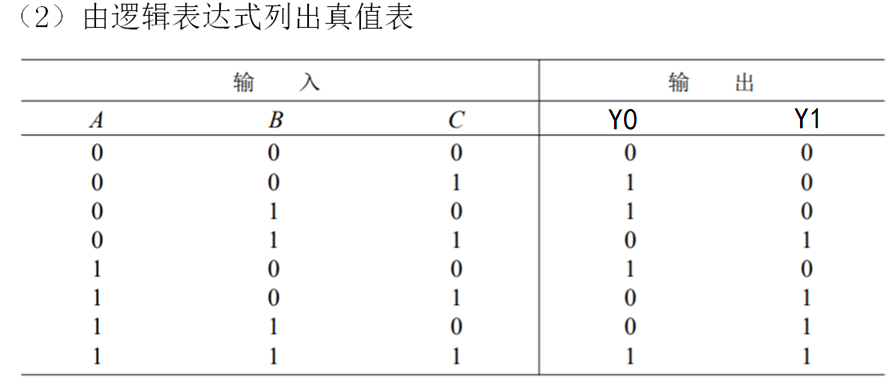 （2）由逻辑表达式列出真值表
输 入 输 出
A B C Y0 Y1
0 0 0 0 0
0 0 1 1 0
0 1 0 1 0
0 1 1 0 1
1 0 0 1 0
1 0 1 0 1
1 1 0 0 1
1 1 1 1 1